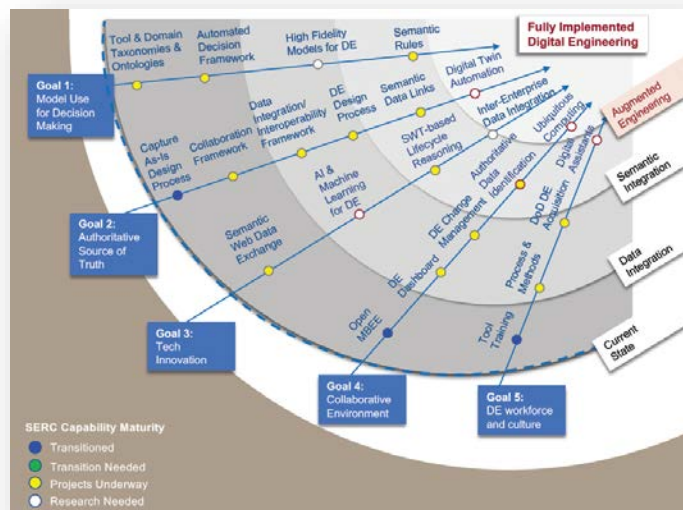 Tool & Domain
Taxonomies &
Ontologies
Automated
Decision
Framework
High Fidelity
Models for DE
Semantic
Rules
Fully Implemented
Digital Engineering
Goal 1:
Model Use
for Decision
Making
Capture
As-Is
Design
Process
Collaboration
Framework
Data
Integration/
Interoperability
Framework
DE
Design
Process
Semantic
Data Links
Digital Twin
Automation
Inter-Enterprise
Data Integration
Ubiquitous
Computing
Augmented
Engineering
Goal 2:
Authoritative
Source of
Truth
Semantic
Web Data
Exchange
AI &
Machine
Learning
for DE
SWT-based
Lifecycle
Reasoning
Authoritative
Data
Identification
Digital
Assistants
Semantic
Integration
Goal 3:
Tech
Innovation
Open
MBEE
DE
Dashboard
DE Change
Management
DoD DE
Acquisition
Data
Integration
Goal 4:
Collaborative
Environment
Tool
Training
Process &
Methods
Current
State
Goal 5:
DE workforce
and culture
SERC Capability Maturity
Transitioned
Transition Needed
Projects Underway
Research Needed